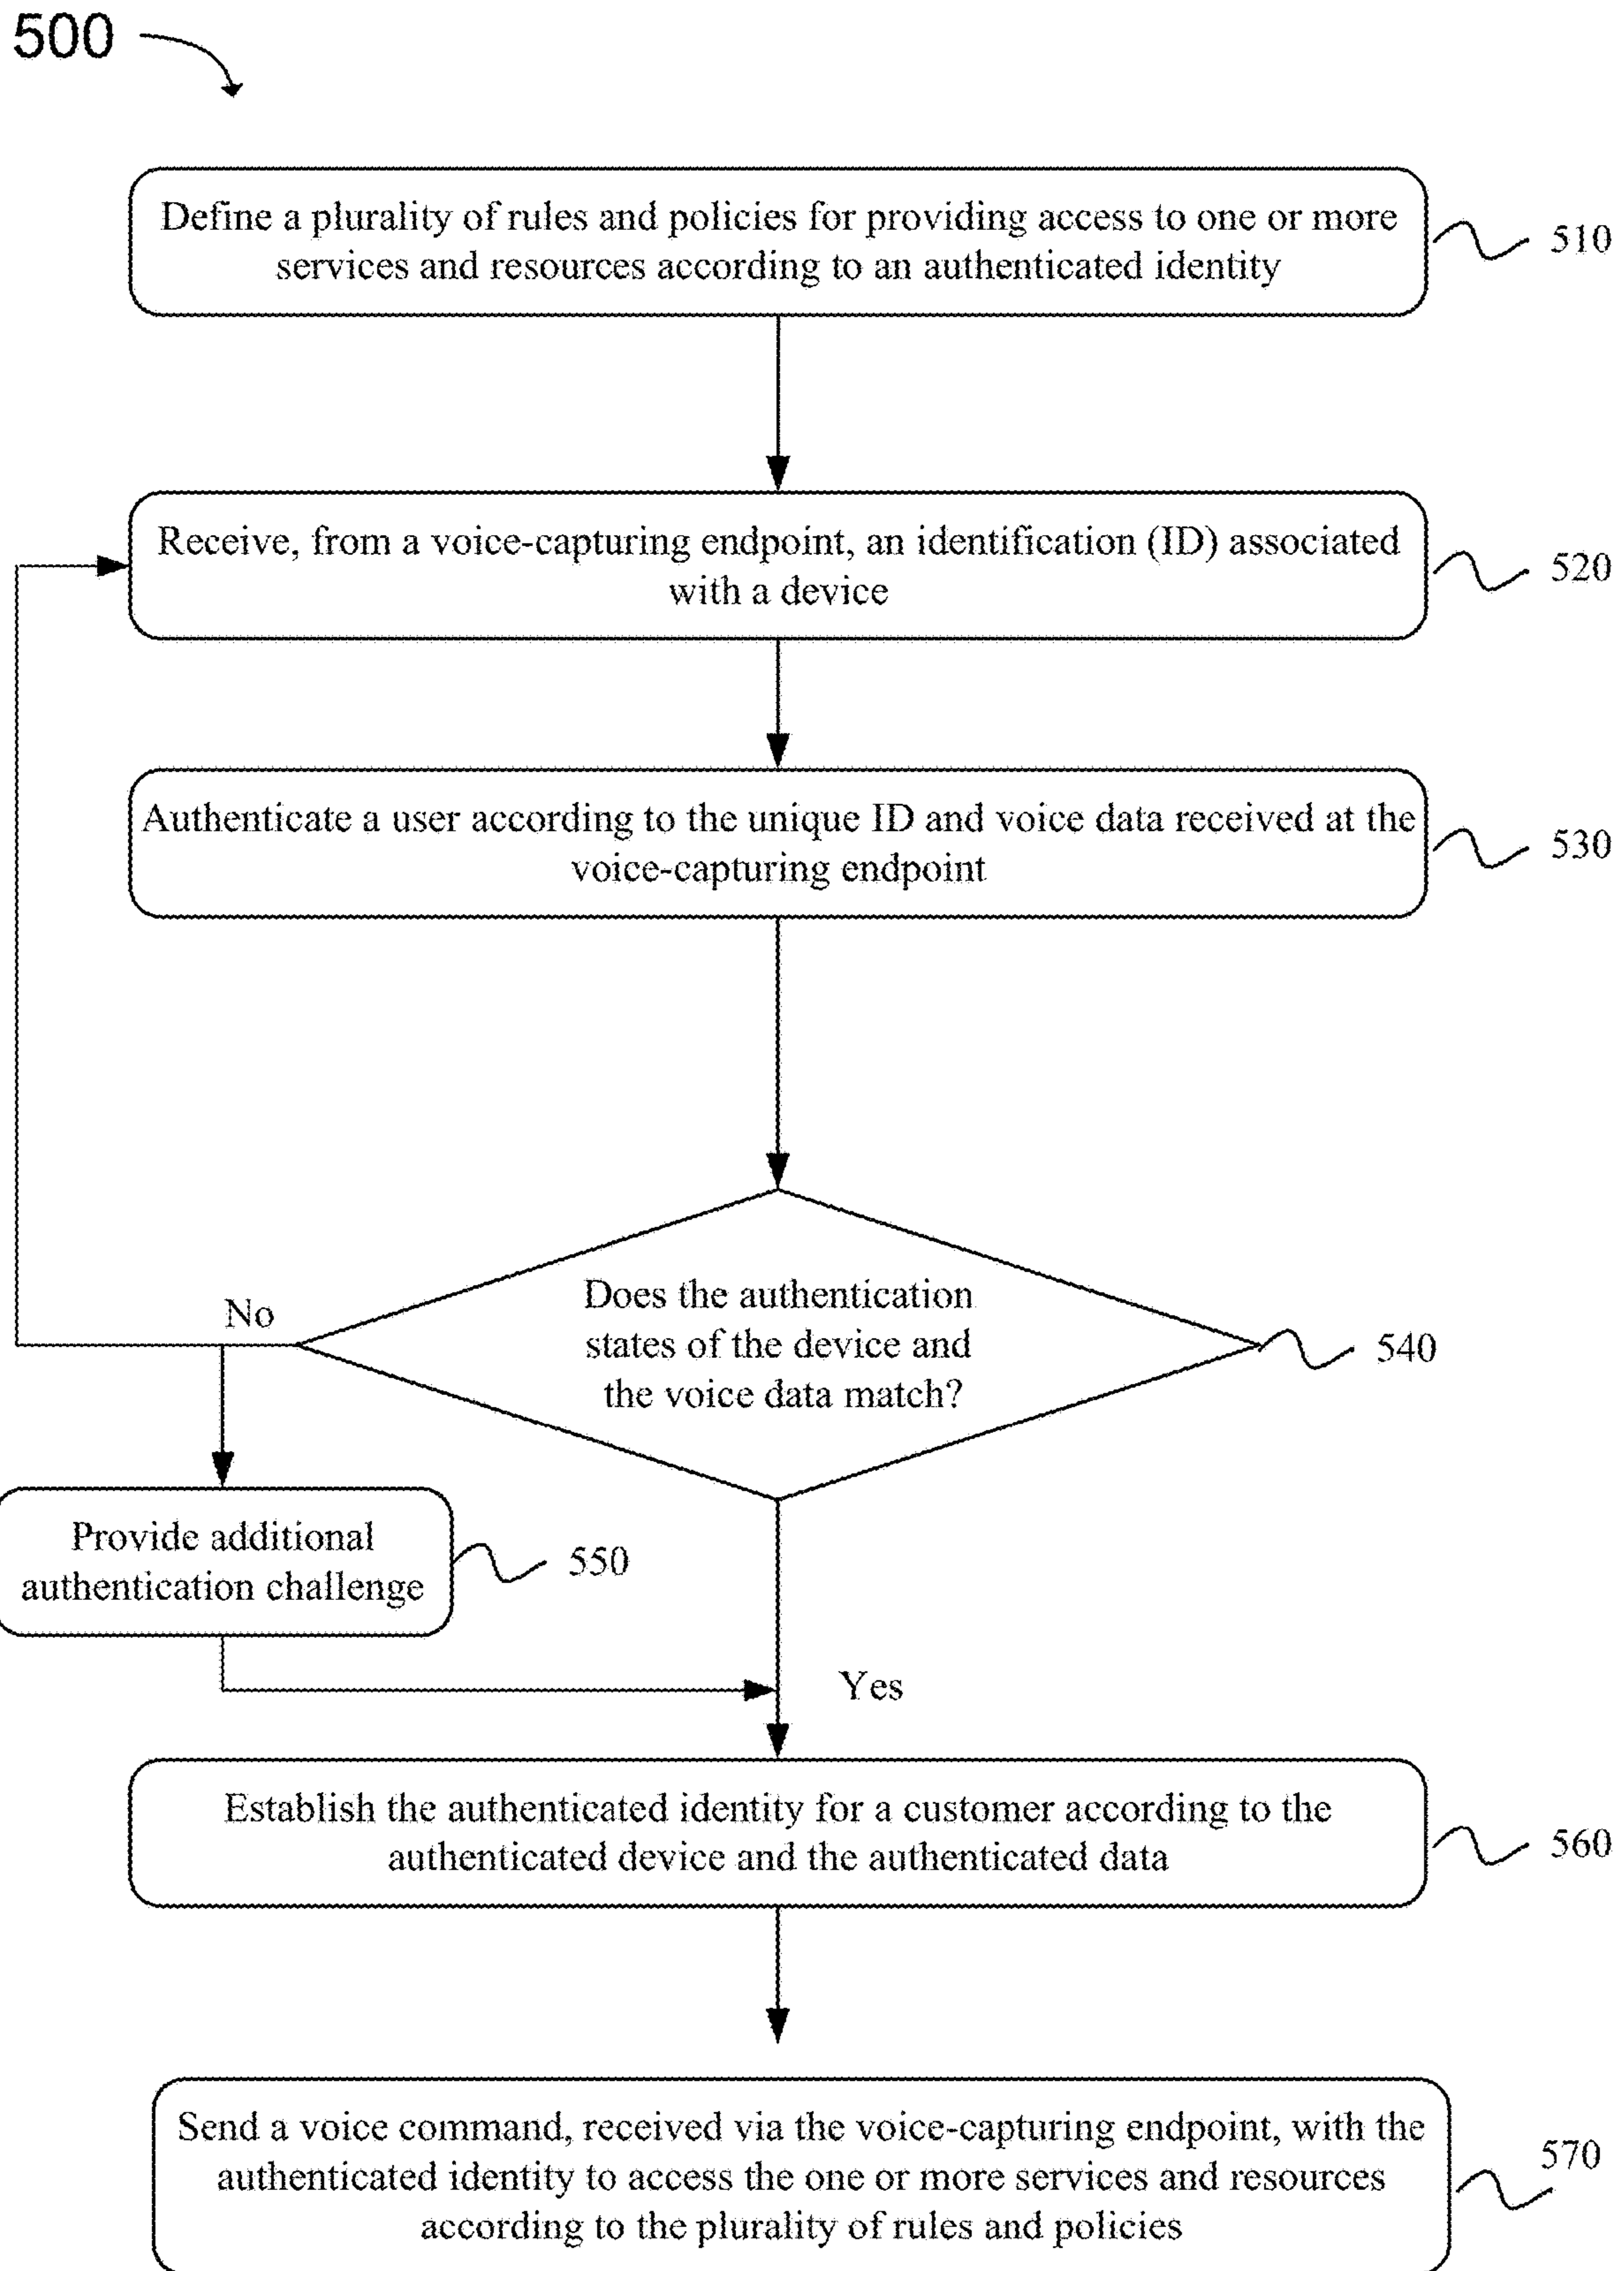 500
Define a plurality of rules and policies for providing access to one or more
services and resources according to an authenticated identity
510
Receive, from a voice-capturing endpoint, an identification (ID) associated
with a device
520
Authenticate a user according to the unique ID and voice data received at the
voice-capturing endpoint
530
No
Does the authentication
states of the device and
the voice data match?
540
Provide additional
authentication challenge
550
Yes
Establish the authenticated identity for a customer according to the
authenticated device and the authenticated data
560
Send a voice command, received via the voice-capturing endpoint, with the
authenticated identity to access the one or more services and resources
according to the plurality of rules and policies
570